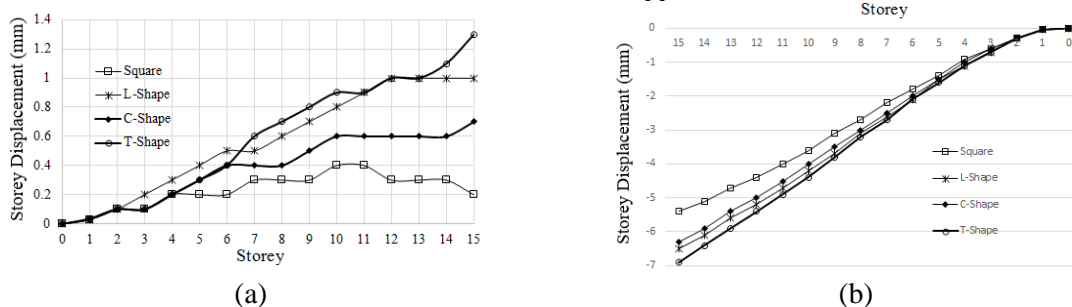 Storey Displacement (mm)
1.4
1.2
1
0.8
0.6
0.4
0.2
0
Square
L-Shape
C-Shape
T-Shape
0 1 2 3 4 5 6 7 8 9 10 11 12 13 14 15
Storey
(a)
Storey
15 14 13 12 11 10 9 8 7 6 5 4 3 2 1 0
Storey Displacement (mm)
-0
-1
-2
-3
-4
-5
-6
-7
Square
L-Shape
C-Shape
T-Shape
(b)